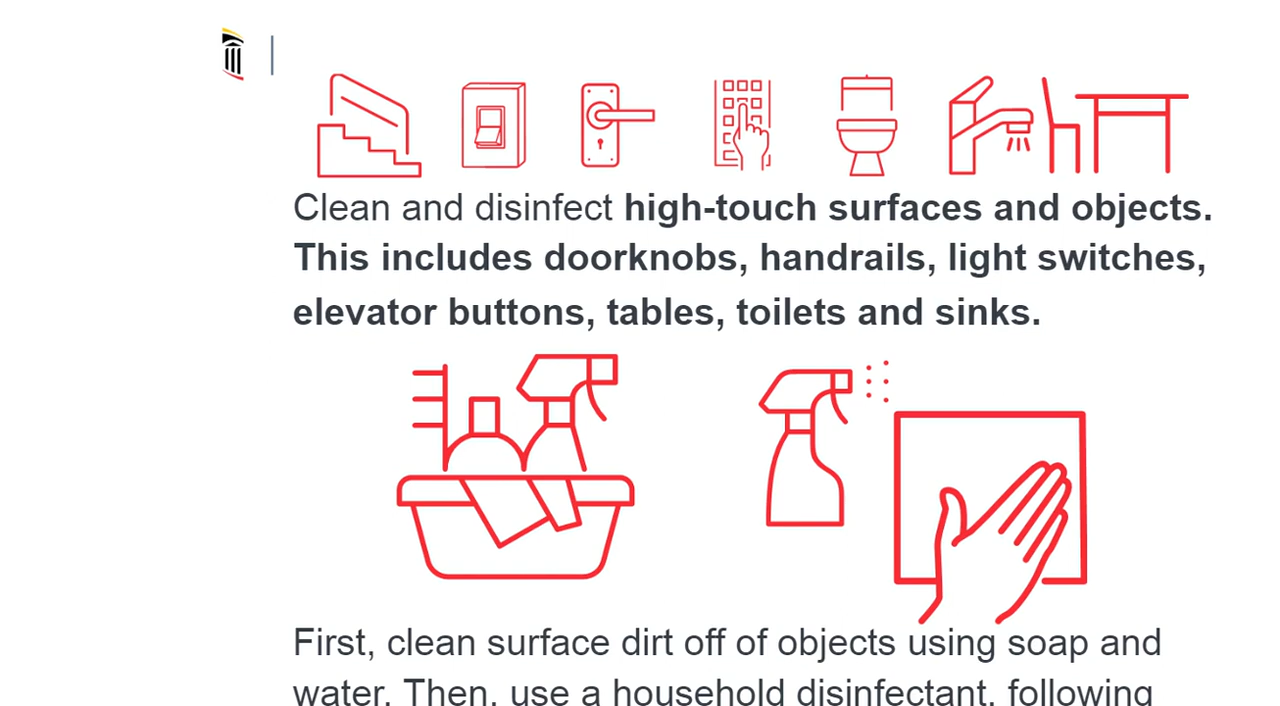 Clean and disinfect high-touch surfaces and objects.
This includes doorknobs, handrails, light switches,
elevator buttons, tables, toilets and sinks.
First, clean surface dirt off of objects using soap and
water. Then, use a household disinfectant, following